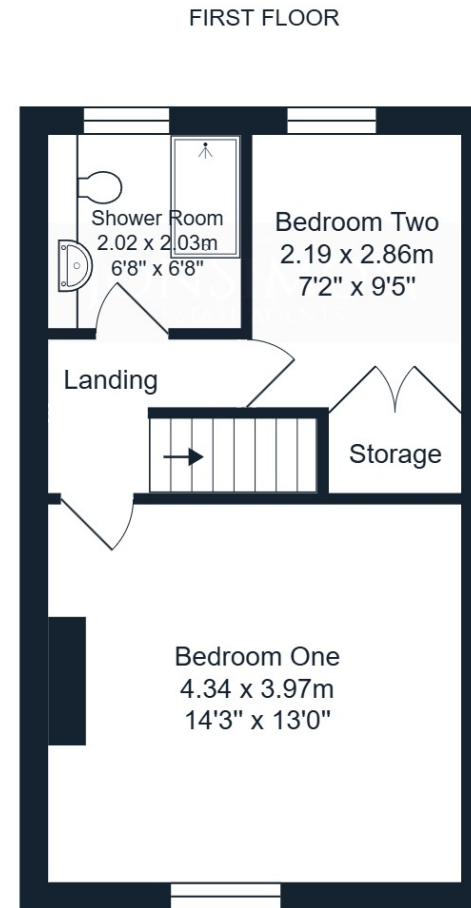 FIRST FLOOR
Shower Room
2.02 x 2.03m
6'8" x 6'8"
Bedroom Two
2.19 x 2.86m
7'2" x 9'5"
Landing
Storage
Bedroom One
4.34 x 3.97m
14'3" x 13'0"